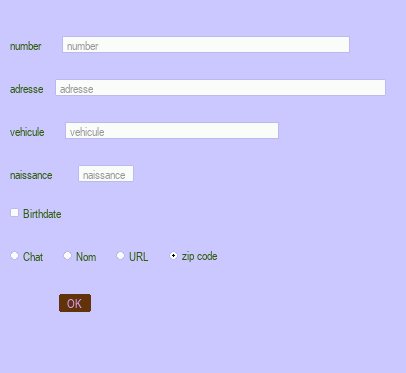 number number
adresse adresse
vehicule vehicule
naissance naissance
Birthdate
Chat Nom URL zip code
OK